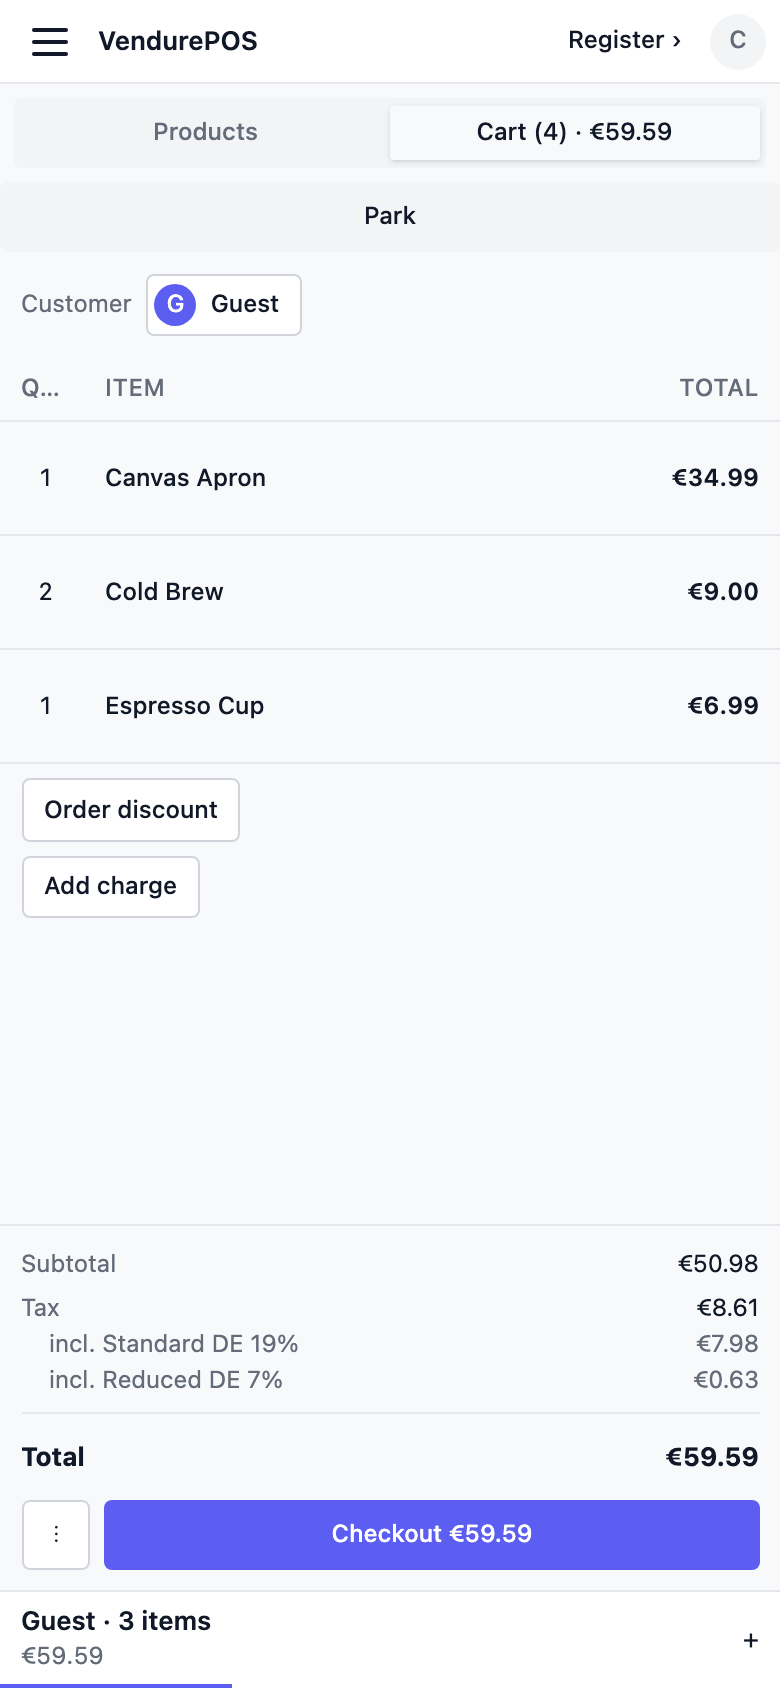 VendurePOS
Register ›
C
Products
Cart (4) · €59.59
Park
Customer
G
Guest
Q... ITEM TOTAL
1 Canvas Apron €34.99
2 Cold Brew €9.00
1 Espresso Cup €6.99
Order discount
Add charge
Subtotal €50.98
Tax €8.61
incl. Standard DE 19% €7.98
incl. Reduced DE 7% €0.63
Total €59.59
⋮
Checkout €59.59
Guest · 3 items
€59.59
+